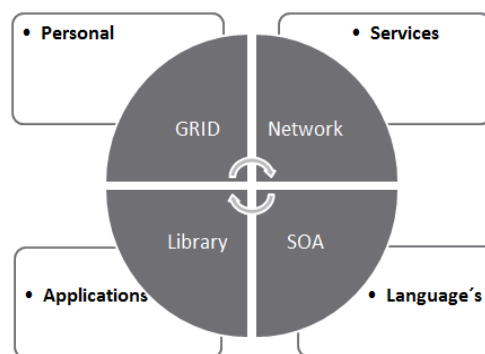 • Personal
• Services
GRID
Network
Library
SOA
• Applications
• Language´s